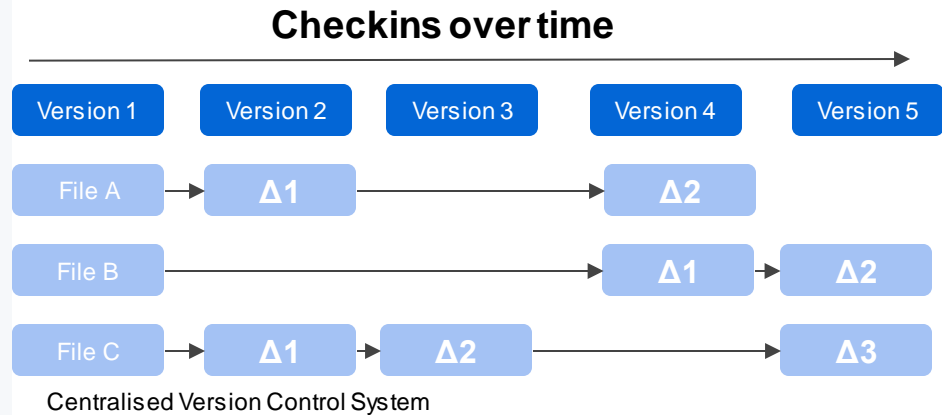 Checkins over time
Version 1 Version 2 Version 3 Version 4 Version 5
File A Δ1 Δ2
File B Δ1 Δ2
File C Δ1 Δ2 Δ3
Centralised Version Control System